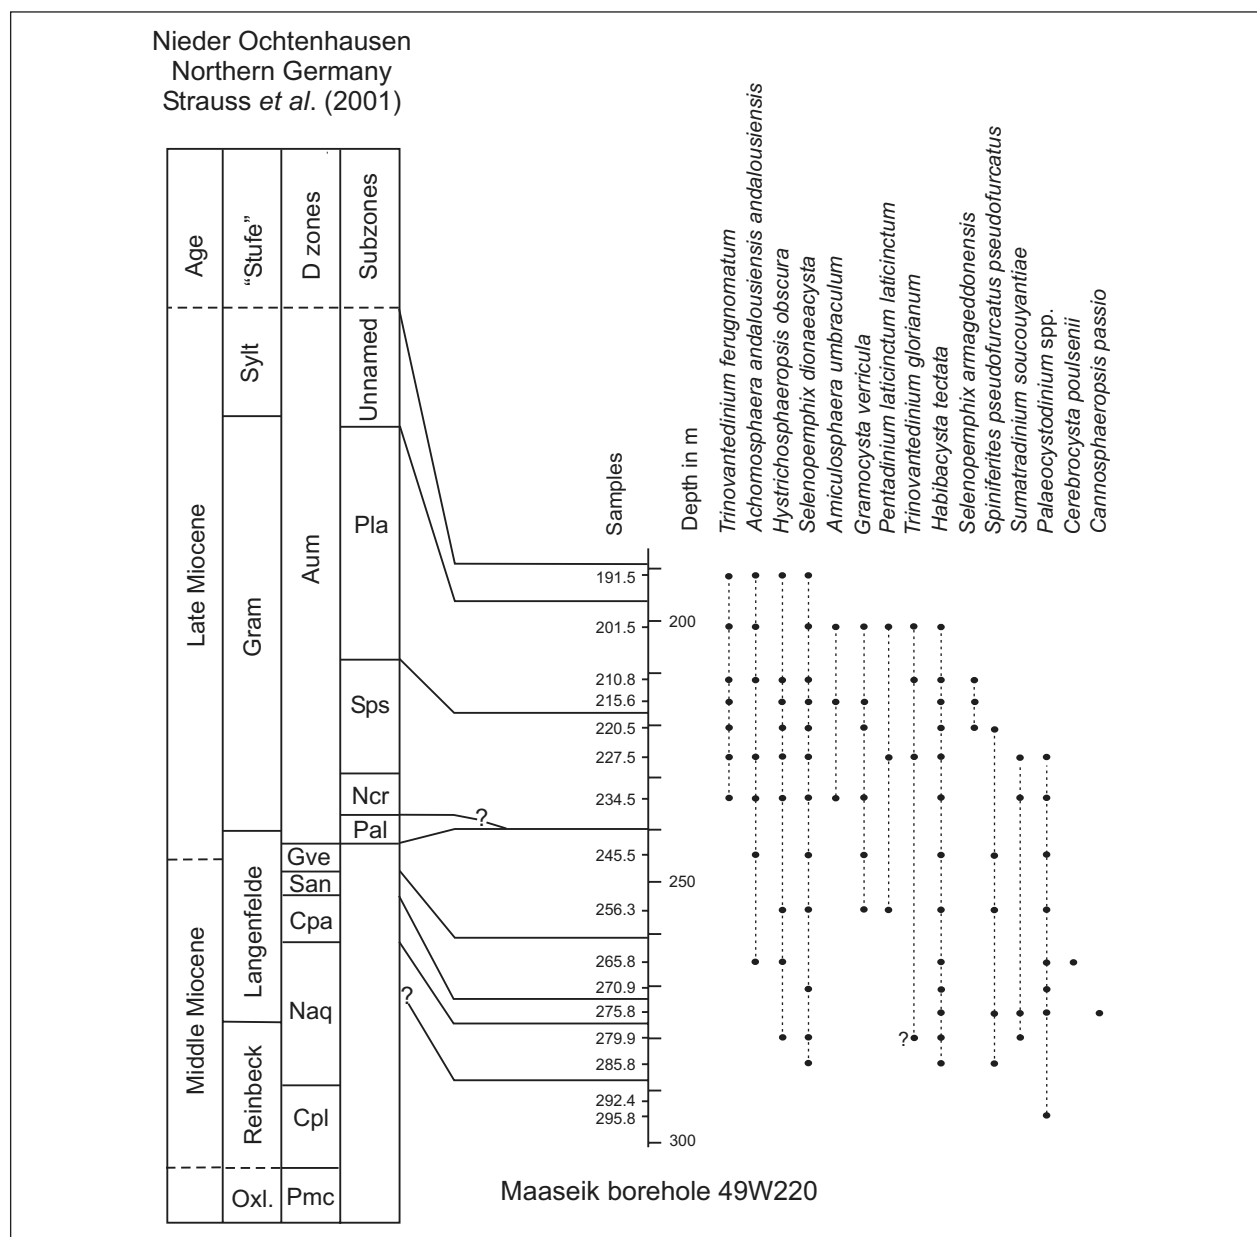 Nieder Ochtenhausen
Northern Germany
Strauss et al. (2001)
Age
"Stufe"
D zones
Subzones
Late Miocene
Middle Miocene
Sylt
Gram
Langenfelde
Reinbeck
Oxl.
Aum
Gve
San
Cpa
Naq
Cpl
Pmc
Unnamed
Pla
Sps
Ncr
Pal
?
?
Samples
Depth in m
Trinovantedinium ferugnomatum
Achomosphaera andalousiensis andalousiensis
Hystrichosphaeropsis obscura
Selenopemphix dionaeacysta
Amiculosphaera umbraculum
Gramocysta verricula
Pentadinium laticinctum laticinctum
Trinovantedinium glorianum
Habibacysta tectata
Selenopemphix armageddonensis
Spiniferites pseudofurcatus pseudofurcatus
Sumatradinium soucouyantiae
Palaeocystodinium spp.
Cerebrocysta poulsenii
Cannosphaeropsis passio
191.5
201.5
210.8
215.6
220.5
227.5
234.5
245.5
256.3
265.8
270.9
275.8
279.9
285.8
292.4
295.8
200
250
300
?
Maaseik borehole 49W220